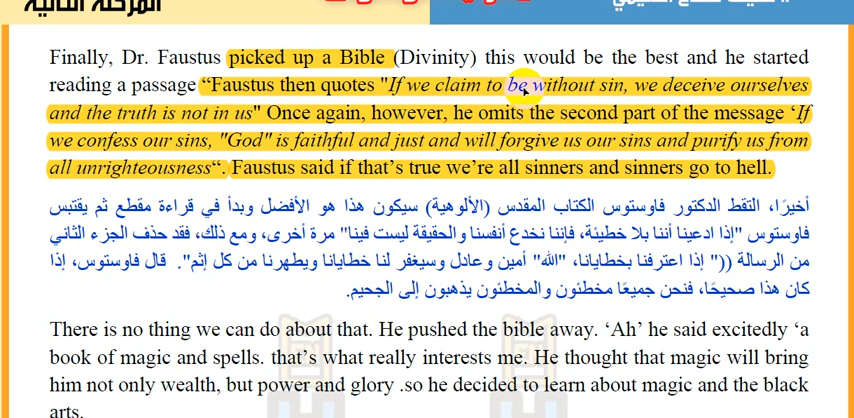 المرحلة الثانية
Finally, Dr. Faustus picked up a Bible (Divinity) this would be the best and he started
reading a passage “Faustus then quotes "If we claim to be without sin, we deceive ourselves
and the truth is not in us" Once again, however, he omits the second part of the message ‘If
we confess our sins, "God" is faithful and just and will forgive us our sins and purify us from
all unrighteousness“. Faustus said if that’s true we’re all sinners and sinners go to hell.
أخيرًا، التقط الدكتور فاوستوس الكتاب المقدس (الألوهية) سيكون هذا هو الأفضل وبدأ في قراءة مقطع ثم يقتبس
فاوستوس "إذا ادعينا أننا بلا خطيئة، فإننا نخدع أنفسنا والحقيقة ليست فينا" مرة أخرى، ومع ذلك، فقد حذف الجزء الثاني
من الرسالة ((" إذا اعترفنا بخطايانا، "الله" أمين وعادل وسيغفر لنا خطايانا ويطهرنا من كل إثم". قال فاوستوس، إذا
كان هذا صحيحًا، فنحن جميعًا مخطئون والمخطئون يذهبون إلى الجحيم.
There is no thing we can do about that. He pushed the bible away. ‘Ah’ he said excitedly ‘a
book of magic and spells. that’s what really interests me. He thought that magic will bring
him not only wealth, but power and glory .so he decided to learn about magic and the black
arts.